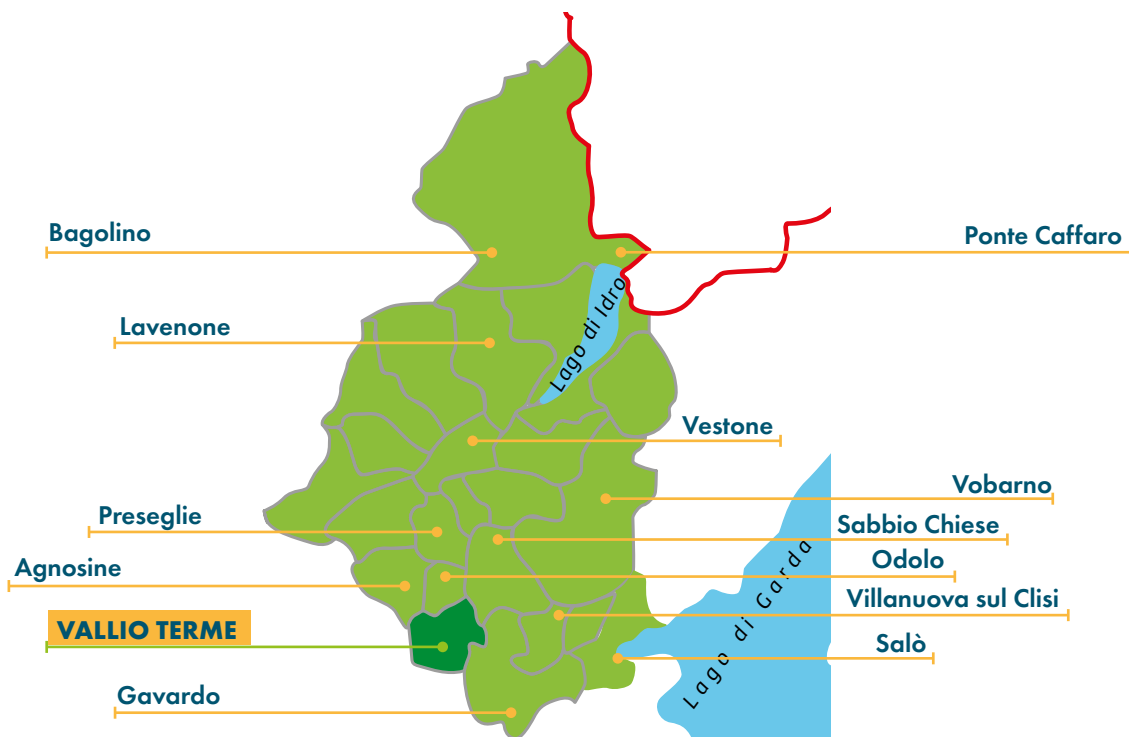 Bagolino
Ponte Caffaro
Lago di Idro
Lavenone
Vestone
Vobarno
Preseglie
Sabbio Chiese
Odolo
Agnosine
Villanuova sul Clisi
VALLIO TERME
Salò
Lago di Garda
Gavardo